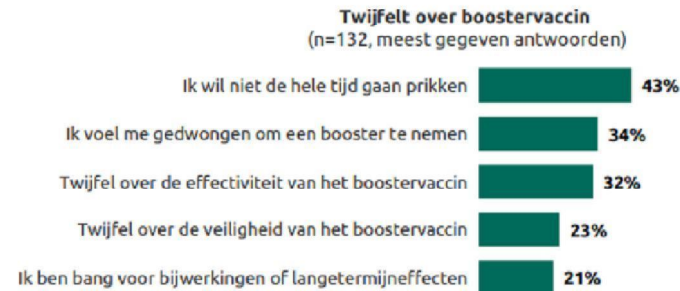 Twijfelt over boostervaccin
(n=132, meest gegeven antwoorden)
Ik wil niet de hele tijd gaan prikken 43%
Ik voel me gedwongen om een booster te nemen 34%
Twijfel over de effectiviteit van het boostervaccin 32%
Twijfel over de veiligheid van het boostervaccin 23%
Ik ben bang voor bijwerkingen of langetermijneffecten 21%